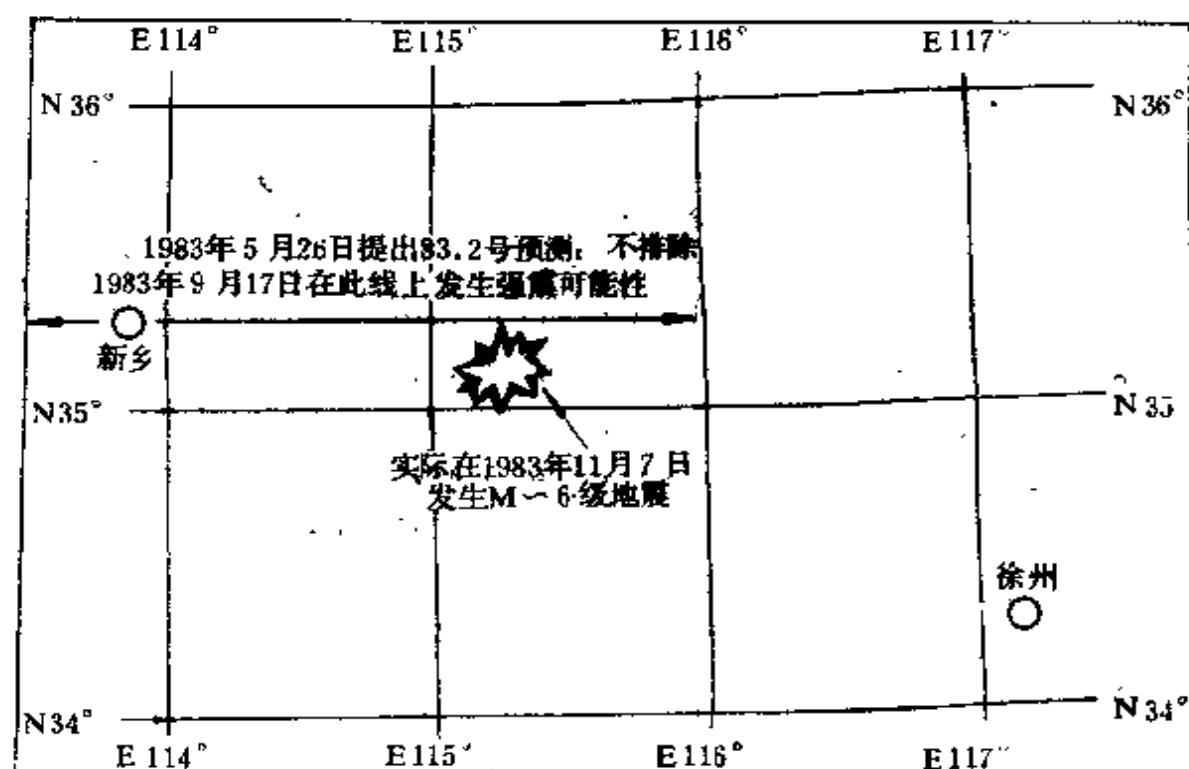 E114° E115° E116° E117°
N36° N36°
1983年5月26日提出83.2号预测：不排除
1983年9月17日在此线上发生强震可能性
新乡
N35° N35
实际在1983年11月7日
发生M～6级地震
徐州
N34° N34°
E114° E115° E116° E117°